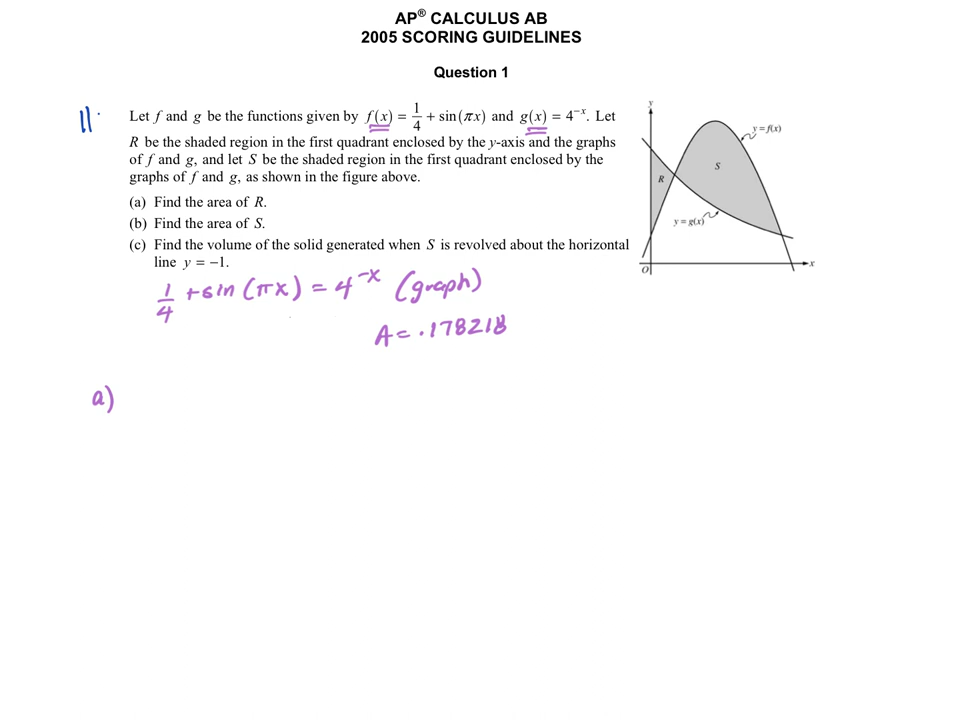 AP® CALCULUS AB
2005 SCORING GUIDELINES
Question 1
11.
Let f and g be the functions given by f(x) = 1/4 + sin(πx) and g(x) = 4^−x. Let
R be the shaded region in the first quadrant enclosed by the y-axis and the graphs
of f and g, and let S be the shaded region in the first quadrant enclosed by the
graphs of f and g, as shown in the figure above.
(a) Find the area of R.
(b) Find the area of S.
(c) Find the volume of the solid generated when S is revolved about the horizontal
line y = −1.
y
y = f(x)
S
R
y = g(x)
O
x
1/4 + sin (πx) = 4^−x (graph)
A = .178218
a)